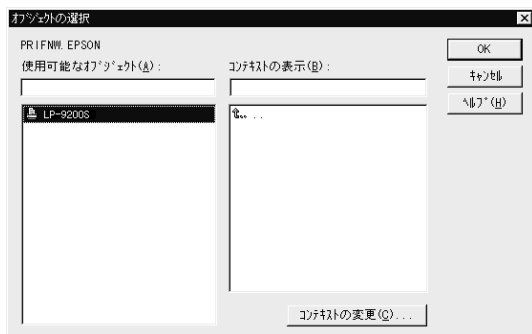 ｵﾌﾞｼﾞｪｸﾄの選択
PRIFNW.EPSON
使用可能なｵﾌﾞｼﾞｪｸﾄ(A):
ｺﾝﾃｷｽﾄの表示(B):
OK
ｷｬﾝｾﾙ
ﾍﾙﾌﾟ(H)
LP-9200S
..
ｺﾝﾃｷｽﾄの変更(C)...